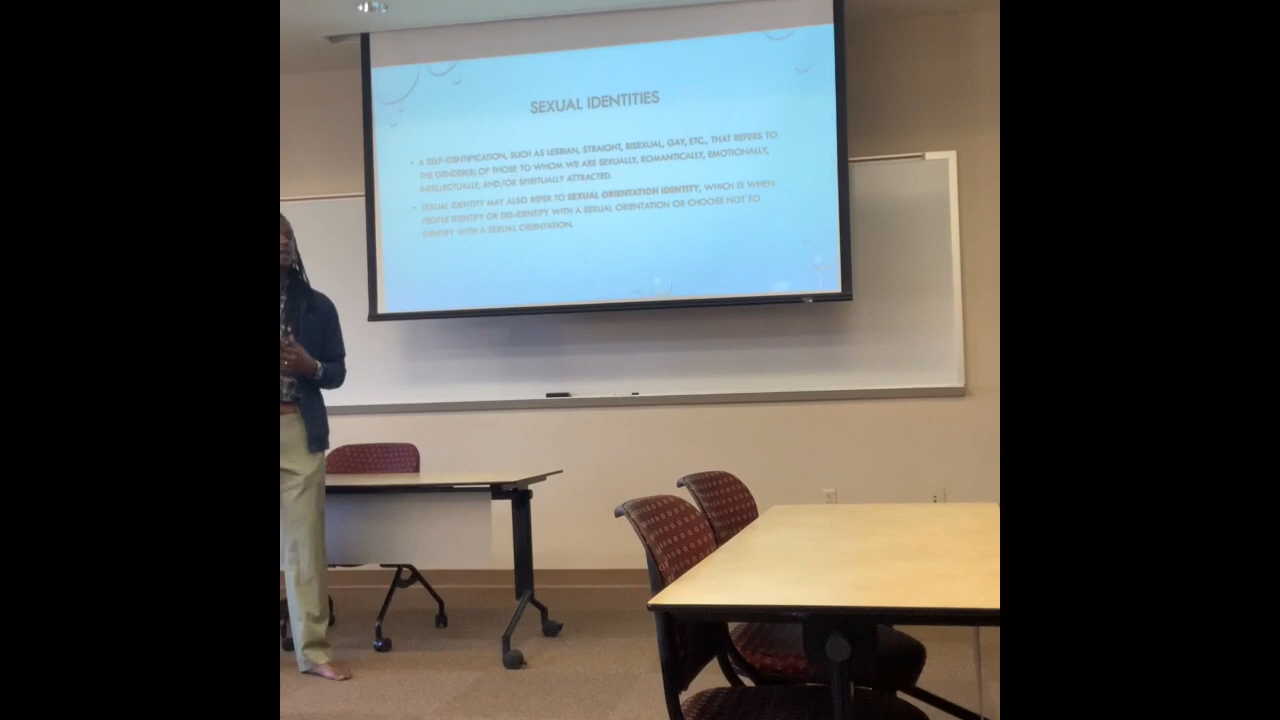 SEXUAL IDENTITIES
• A SELF-IDENTIFICATION, SUCH AS LESBIAN, STRAIGHT, BISEXUAL, GAY, ETC., THAT REFERS TO
THE GENDER(S) OF THOSE TO WHOM WE ARE SEXUALLY, ROMANTICALLY, EMOTIONALLY,
INTELLECTUALLY, AND/OR SPIRITUALLY ATTRACTED.
• SEXUAL IDENTITY MAY ALSO REFER TO SEXUAL ORIENTATION IDENTITY, WHICH IS WHEN
PEOPLE IDENTIFY OR DIS-IDENTIFY WITH A SEXUAL ORIENTATION OR CHOOSE NOT TO
IDENTIFY WITH A SEXUAL ORIENTATION.